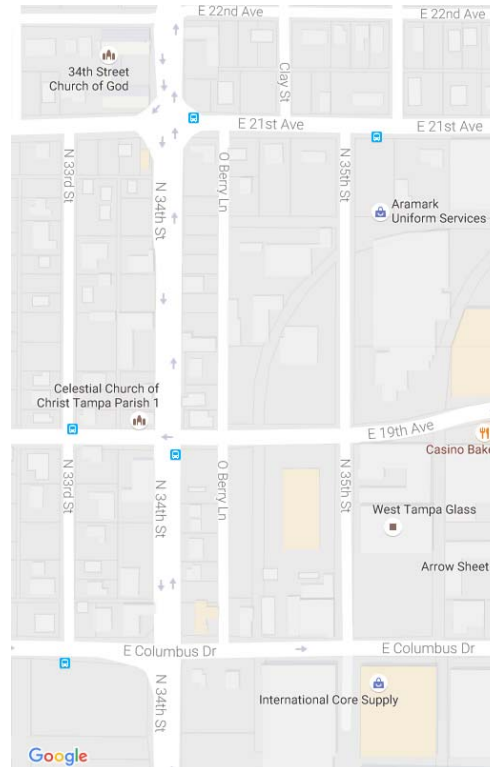 E 22nd Ave
E 22nd Ave
34th Street
Church of God
Clay St
E 21st Ave
E 21st Ave
N 33rd St
N 34th St
O Berry Ln
N 35th St
Aramark
Uniform Services
Celestial Church of
Christ Tampa Parish 1
E 19th Ave
Casino Bake
N 33rd St
N 34th St
O Berry Ln
N 35th St
West Tampa Glass
Arrow Sheet
E Columbus Dr
E Columbus Dr
N 34th St
International Core Supply
Google